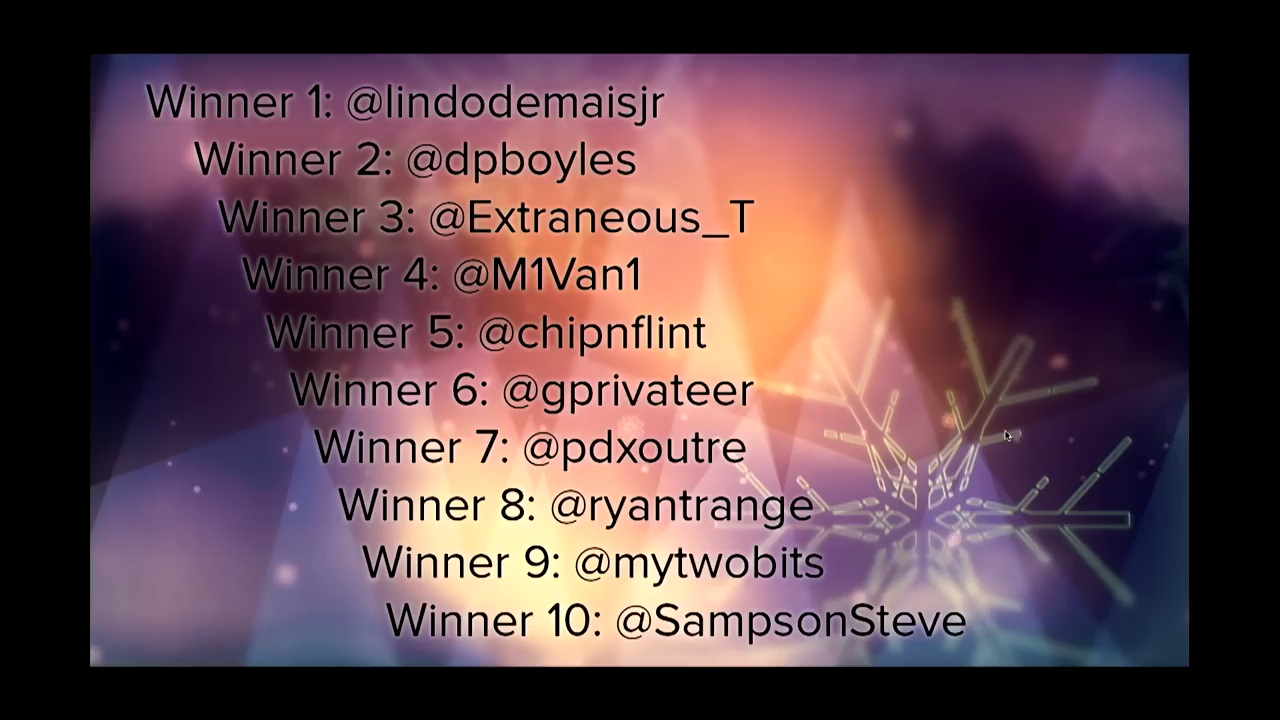 Winner 1: @lindodemaisjr
Winner 2: @dpboyles
Winner 3: @Extraneous_T
Winner 4: @M1Van1
Winner 5: @chipnflint
Winner 6: @gprivateer
Winner 7: @pdxoutre
Winner 8: @ryantrange
Winner 9: @mytwobits
Winner 10: @SampsonSteve